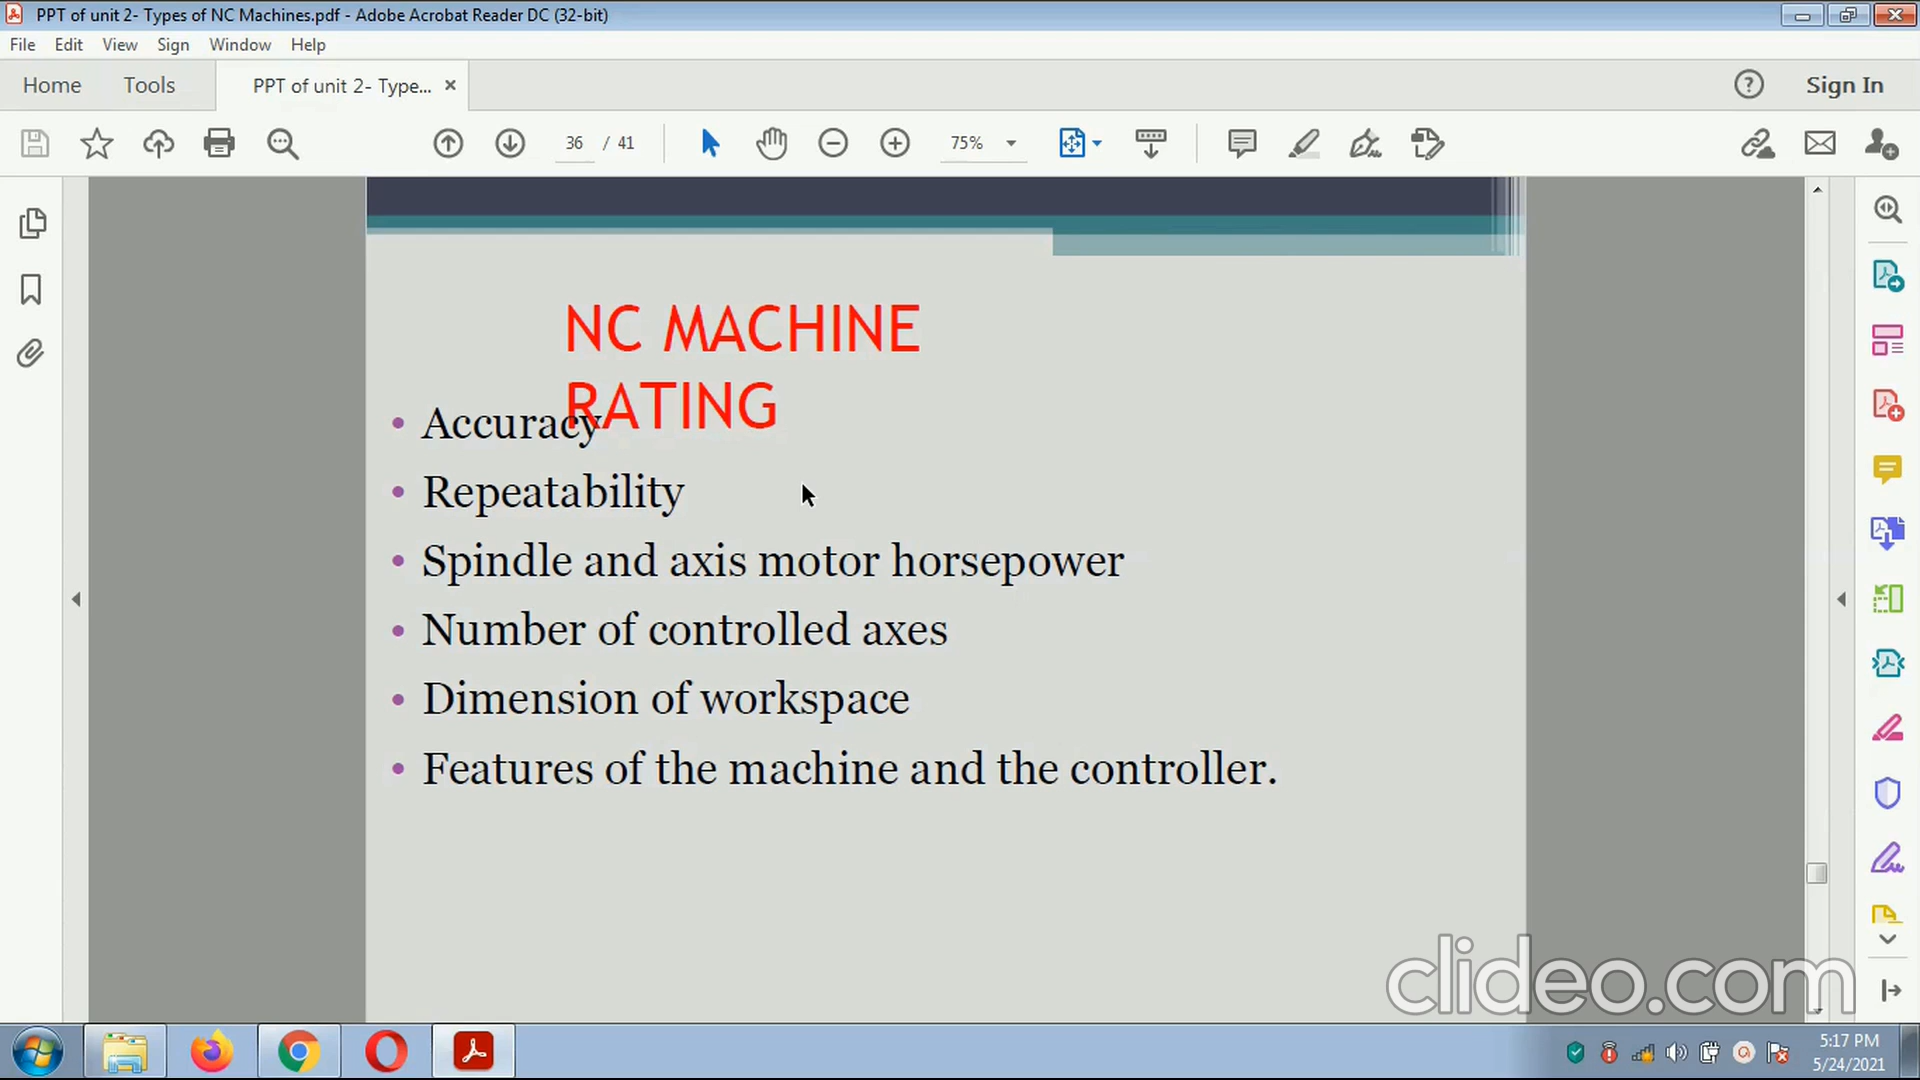 PPT of unit 2- Types of NC Machines.pdf - Adobe Acrobat Reader DC (32-bit)
File Edit View Sign Window Help
Home Tools PPT of unit 2- Type... × Sign In
36 / 41 75%
NC MACHINE
RATING
• Accuracy
• Repeatability
• Spindle and axis motor horsepower
• Number of controlled axes
• Dimension of workspace
• Features of the machine and the controller.
clideo.com
5:17 PM
5/24/2021